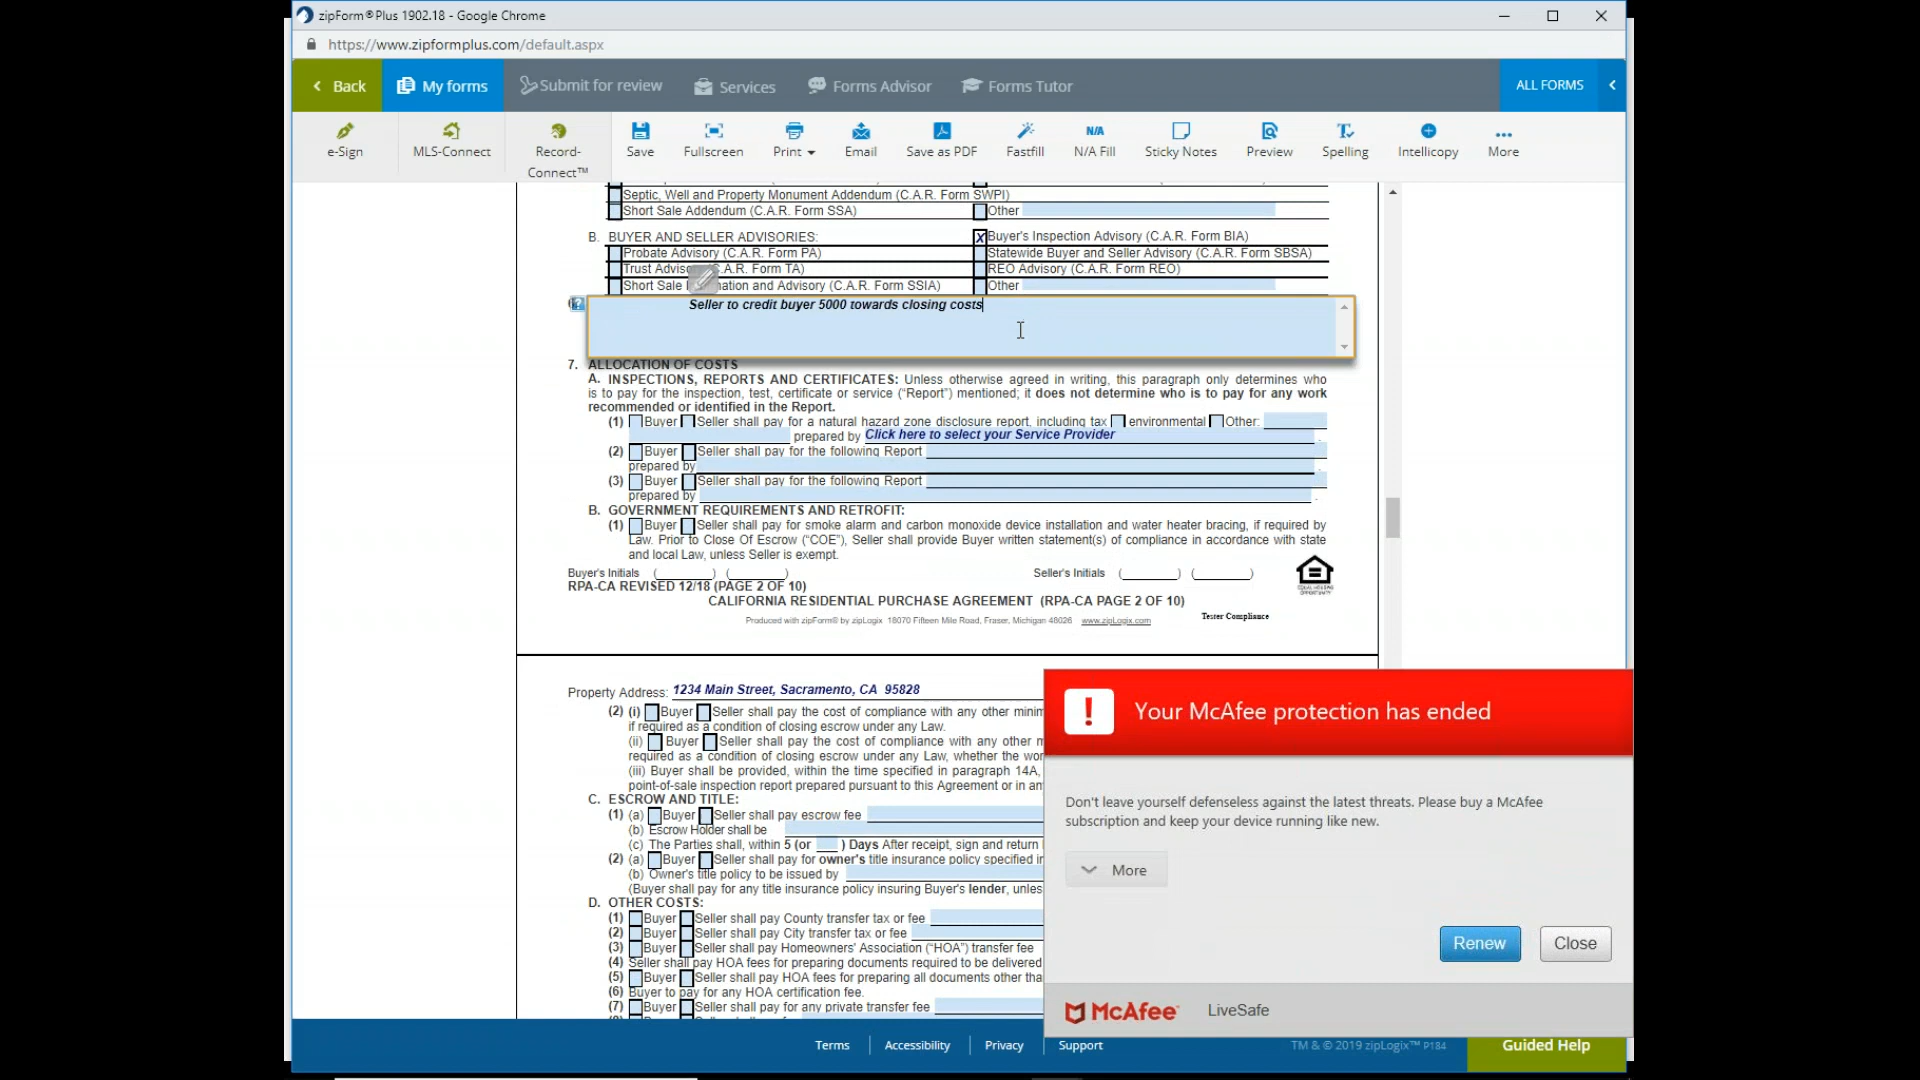 zipForm®Plus 1902.18 - Google Chrome
https://www.zipformplus.com/default.aspx
Back
My forms
Submit for review
Services
Forms Advisor
Forms Tutor
ALL FORMS
e-Sign
MLS-Connect
Record-
Connect™
Save
Fullscreen
Print
Email
Save as PDF
Fastfill
N/A
N/A Fill
Sticky Notes
Preview
Spelling
Intellicopy
More
Septic, Well and Property Monument Addendum (C.A.R. Form SWPI)
Short Sale Addendum (C.A.R. Form SSA)
Other
B. BUYER AND SELLER ADVISORIES:
X Buyer's Inspection Advisory (C.A.R. Form BIA)
Probate Advisory (C.A.R. Form PA)
Statewide Buyer and Seller Advisory (C.A.R. Form SBSA)
Trust C.A.R. Form TA)
REO Advisory (C.A.R. Form REO)
Short Sale and Advisory (C.A.R. Form SSIA)
Other
Seller to credit buyer 5000 towards closing costs
7. ALLOCATION OF COSTS
A. INSPECTIONS, REPORTS AND CERTIFICATES: Unless otherwise agreed in writing, this paragraph only determines who
is to pay for the inspection, test, certificate or service ("Report") mentioned; it does not determine who is to pay for any work
recommended or identified in the Report.
(1) Buyer Seller shall pay for a natural hazard zone disclosure report, including tax environmental Other:
prepared by Click here to select your Service Provider .
(2) Buyer Seller shall pay for the following Report
prepared by .
(3) Buyer Seller shall pay for the following Report
prepared by .
B. GOVERNMENT REQUIREMENTS AND RETROFIT:
(1) Buyer Seller shall pay for smoke alarm and carbon monoxide device installation and water heater bracing, if required by
Law. Prior to Close Of Escrow ("COE"), Seller shall provide Buyer written statement(s) of compliance in accordance with state
and local Law, unless Seller is exempt.
Buyer's Initials ( ) ( )
Seller's Initials ( ) ( )
RPA-CA REVISED 12/18 (PAGE 2 OF 10)
CALIFORNIA RESIDENTIAL PURCHASE AGREEMENT (RPA-CA PAGE 2 OF 10)
Produced with zipForm® by zipLogix 18070 Fifteen Mile Road, Fraser, Michigan 48026 www.zipLogix.com
Tester Compliance
Property Address: 1234 Main Street, Sacramento, CA 95828
(2) (i) Buyer Seller shall pay the cost of compliance with any other
if required as a condition of closing escrow under any Law.
(ii) Buyer Seller shall pay the cost of compliance with any other
required as a condition of closing escrow under any Law, whether the
(iii) Buyer shall be provided, within the time specified in paragraph 14A,
point-of-sale inspection report prepared pursuant to this Agreement or in
C. ESCROW AND TITLE:
(1) (a) Buyer Seller shall pay escrow fee
(b) Escrow Holder shall be
(c) The Parties shall, within 5 (or ) Days After receipt, sign and return
(2) (a) Buyer Seller shall pay for owner's title insurance policy specified
(b) Owner's title policy to be issued by
(Buyer shall pay for any title insurance policy insuring Buyer's lender,
D. OTHER COSTS:
(1) Buyer Seller shall pay County transfer tax or fee
(2) Buyer Seller shall pay City transfer tax or fee
(3) Buyer Seller shall pay Homeowners' Association ("HOA") transfer fee
(4) Seller shall pay HOA fees for preparing documents required to be delivered
(5) Buyer Seller shall pay HOA fees for preparing all documents other
(6) Buyer to pay for any HOA certification fee.
(7) Buyer Seller shall pay for any private transfer fee
Your McAfee protection has ended
Don't leave yourself defenseless against the latest threats. Please buy a McAfee
subscription and keep your device running like new.
More
Renew
Close
McAfee LiveSafe
Terms
Accessibility
Privacy
Support
TM & © 2019 zipLogix™ P184
Guided Help